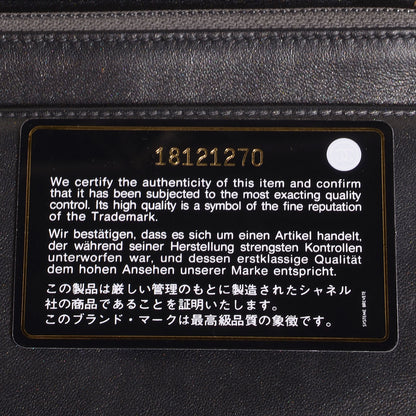 18121270
We certify the authenticity of this item and confirm
that it has been subjected to the most exacting quality
control. Its high quality is a symbol of the fine reputation
of the Trademark.
Wir bestätigen, dass es sich um einen Artikel handelt,
der während seiner Herstellung strengsten Kontrollen
unterworfen war, und dessen erstklassige Qualität
dem hohen Ansehen unserer Marke entspricht.
この製品は厳しい管理のもとに製造されたシャネル
社の商品であることを証明いたします。
このブランド・マークは最高級品質の象徴です。
SYSTEME BREVETE